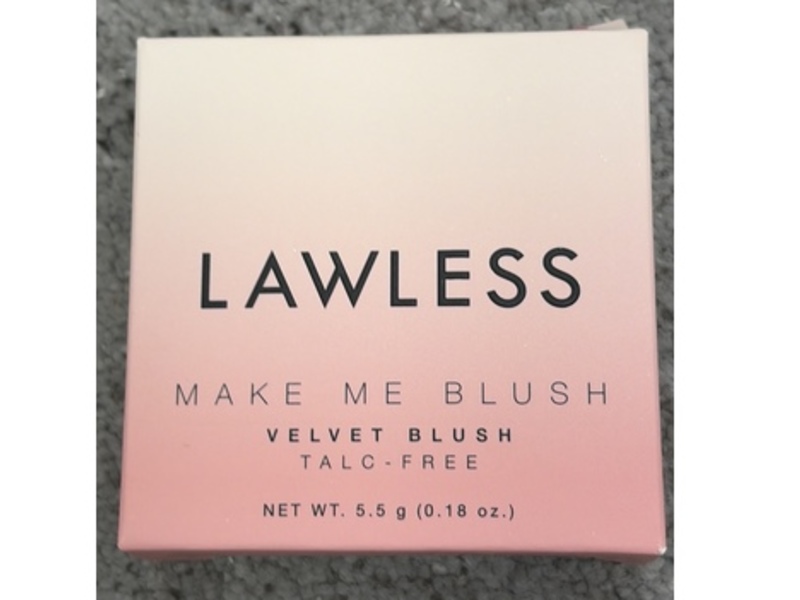 LAWLESS
MAKE ME BLUSH
VELVET BLUSH
TALC-FREE
NET WT. 5.5 g (0.18 oz.)